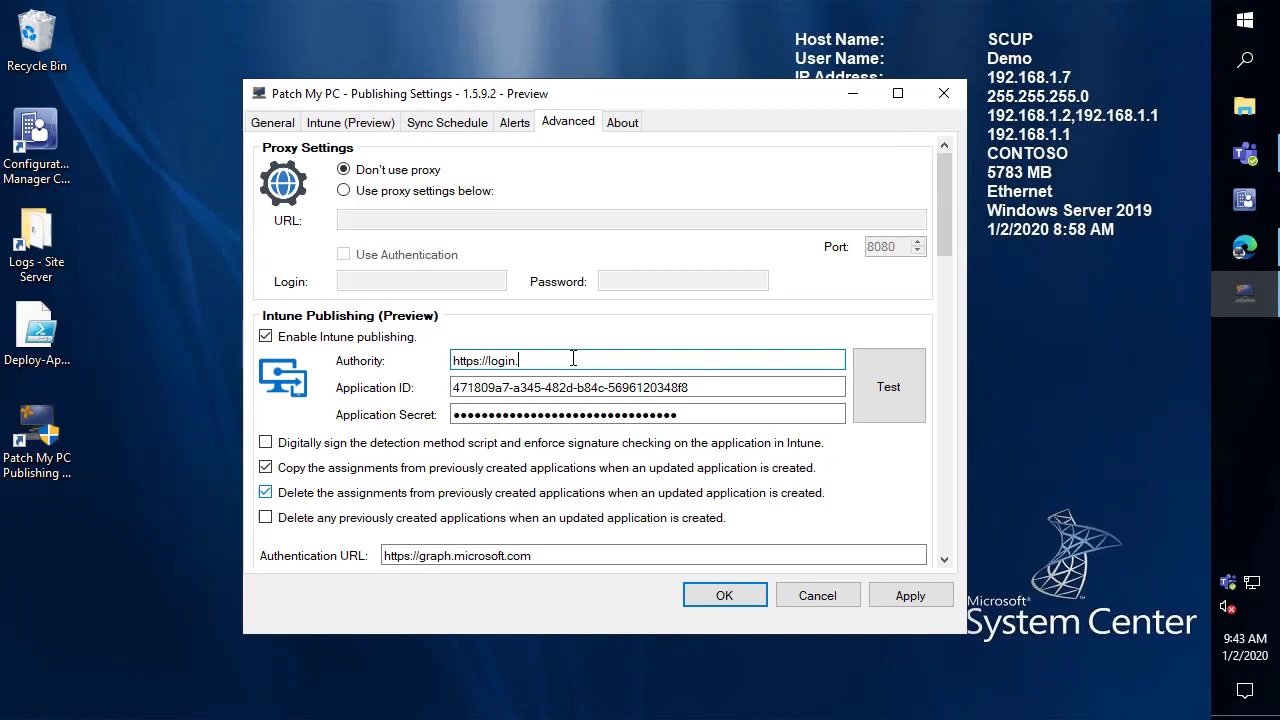 Recycle Bin
Configurat...
Manager C...
Logs - Site
Server
Deploy-Ap...
Patch My PC
Publishing ...
Host Name: SCUP
User Name: Demo
IP Address: 192.168.1.7
255.255.255.0
192.168.1.2,192.168.1.1
192.168.1.1
CONTOSO
5783 MB
Ethernet
Windows Server 2019
1/2/2020 8:58 AM
Patch My PC - Publishing Settings - 1.5.9.2 - Preview
General Intune (Preview) Sync Schedule Alerts Advanced About
Proxy Settings
Don't use proxy
Use proxy settings below:
URL:
Port: 8080
Use Authentication
Login: Password:
Intune Publishing (Preview)
Enable Intune publishing.
Authority: https://login.
Application ID: 471809a7-a345-482d-b84c-5696120348f8
Test
Application Secret: ●●●●●●●●●●●●●●●●●●●●●●●●●●●●●●●●
Digitally sign the detection method script and enforce signature checking on the application in Intune.
Copy the assignments from previously created applications when an updated application is created.
Delete the assignments from previously created applications when an updated application is created.
Delete any previously created applications when an updated application is created.
Authentication URL: https://graph.microsoft.com
OK Cancel Apply
Microsoft
System Center
9:43 AM
1/2/2020